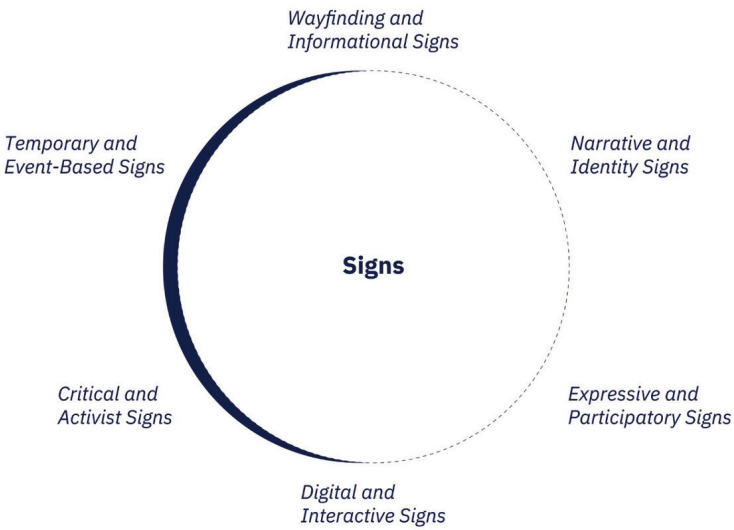 Wayfinding and
Informational Signs
Temporary and
Event-Based Signs
Narrative and
Identity Signs
Signs
Critical and
Activist Signs
Expressive and
Participatory Signs
Digital and
Interactive Signs